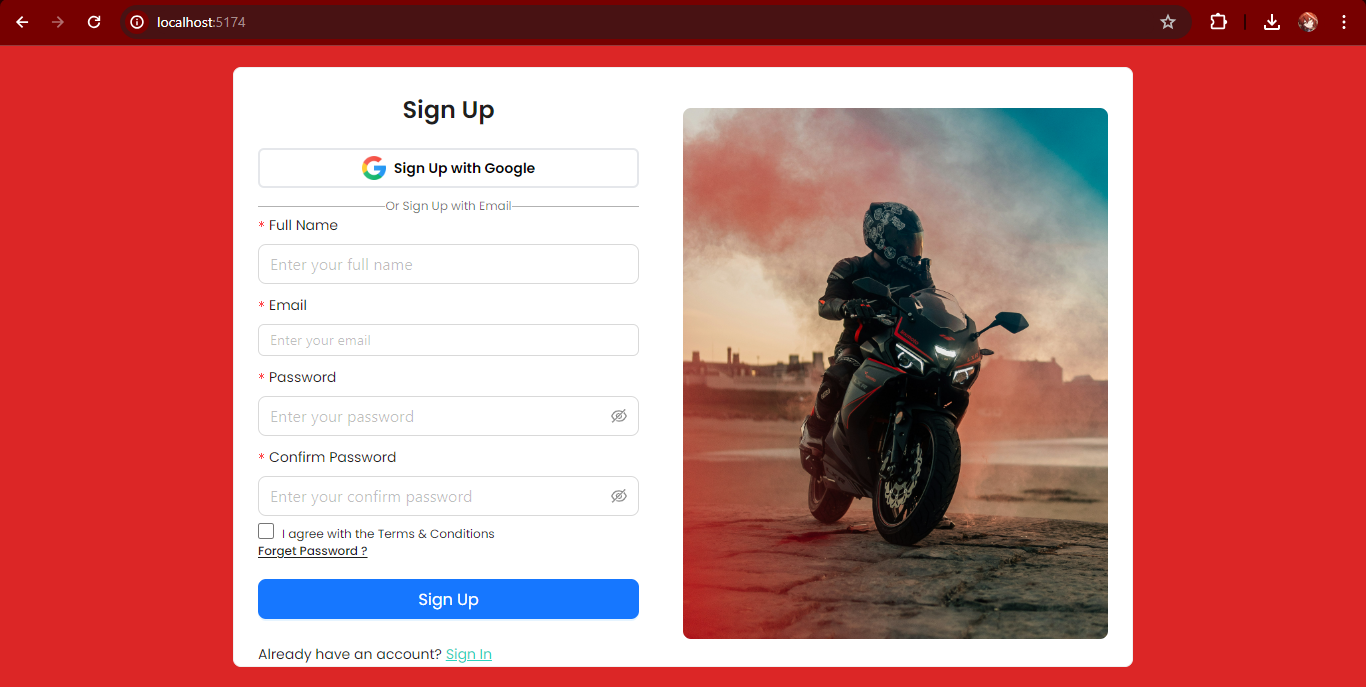 localhost:5174
Sign Up
Sign Up with Google
Or Sign Up with Email
* Full Name
Enter your full name
* Email
Enter your email
* Password
Enter your password
* Confirm Password
Enter your confirm password
I agree with the Terms & Conditions
Forget Password ?
Sign Up
Already have an account? Sign In